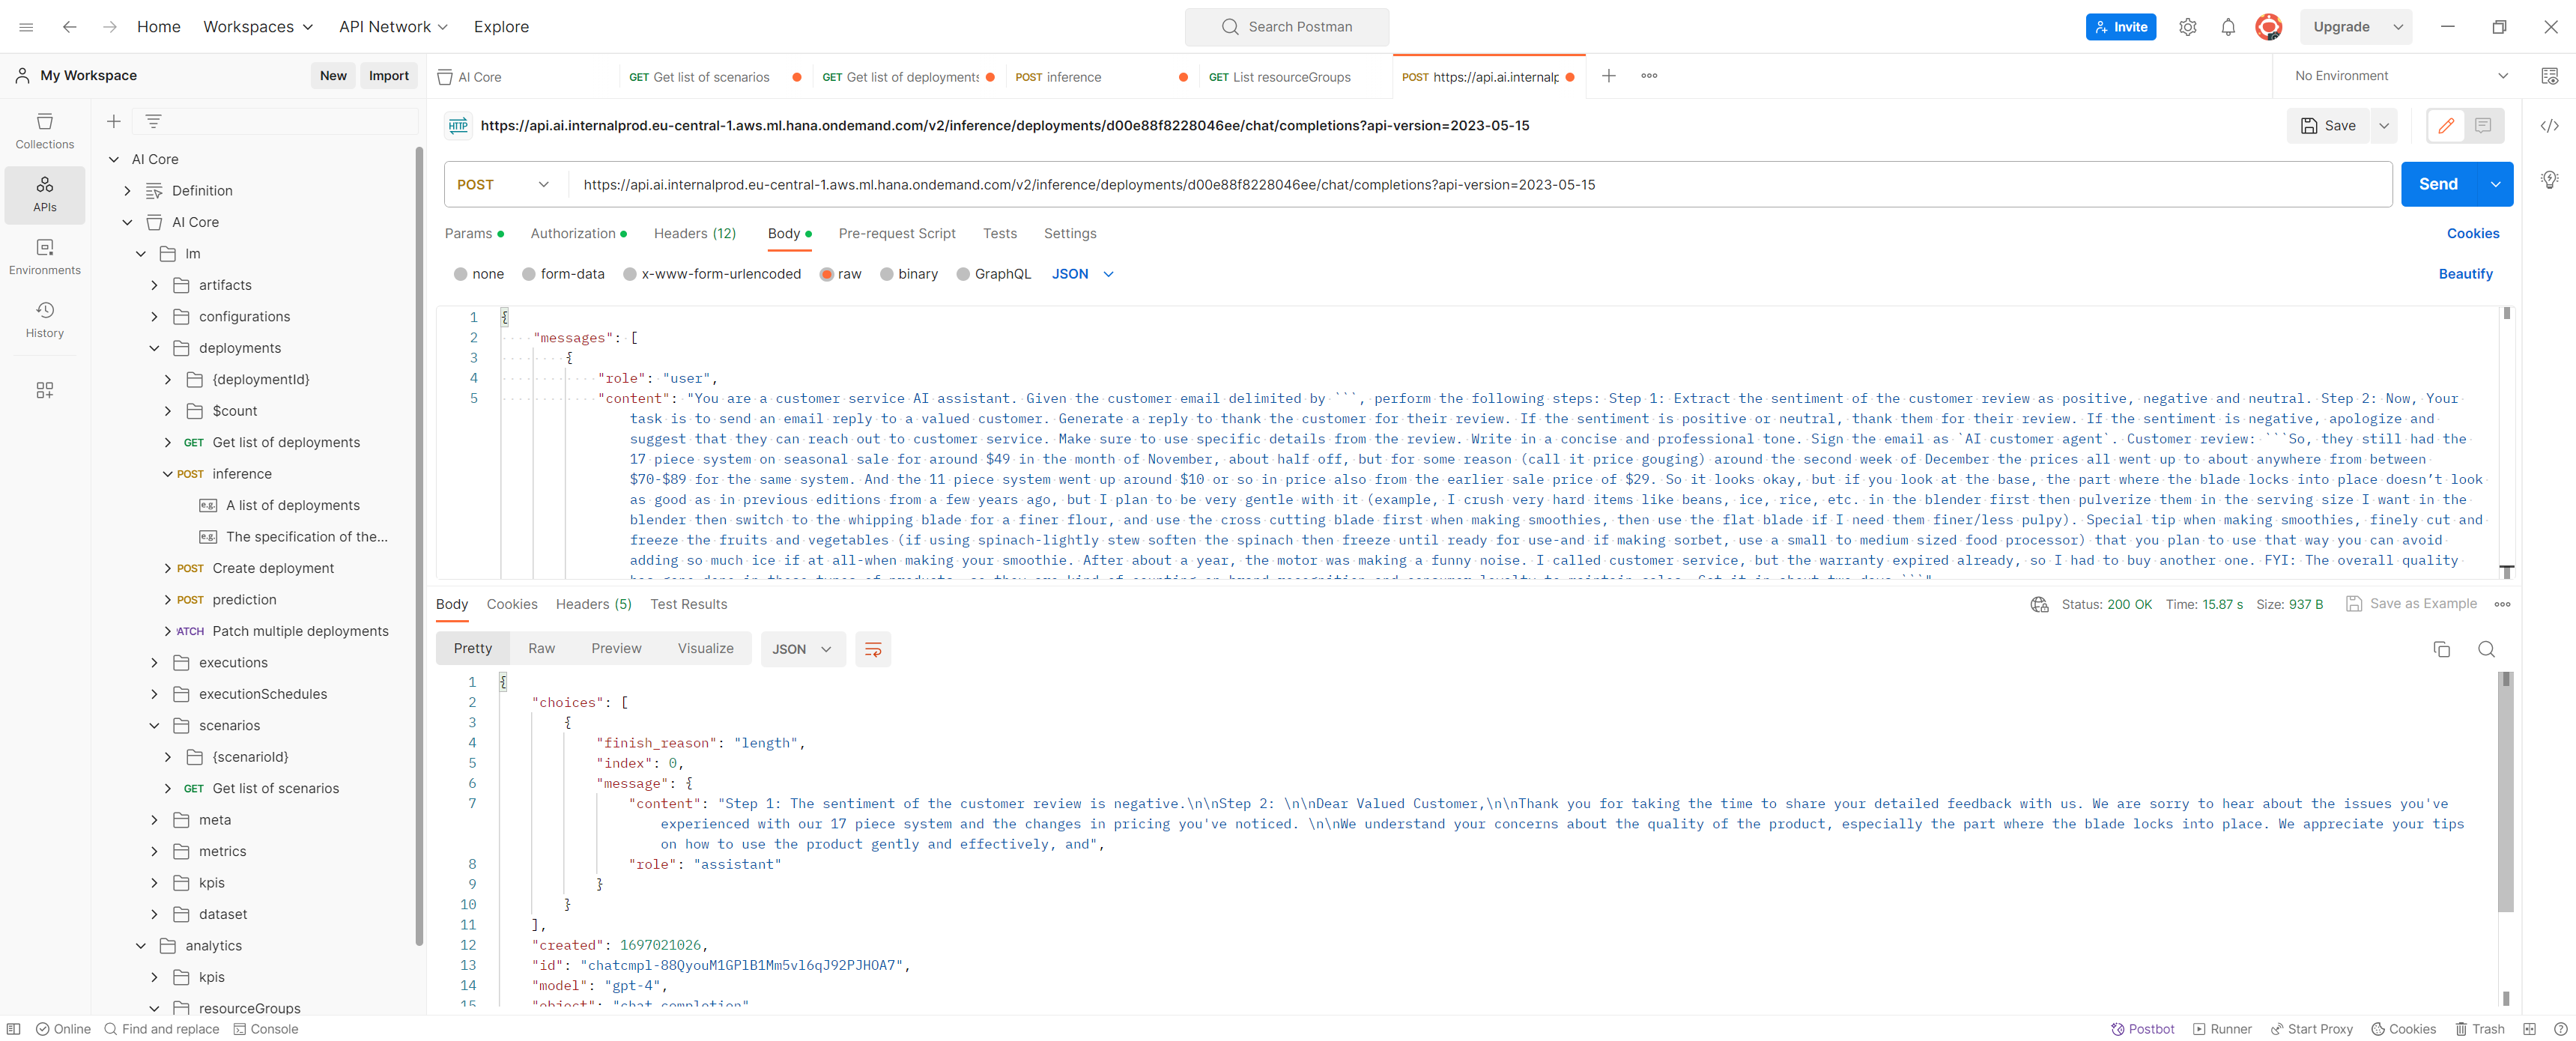 Home Workspaces API Network Explore
Search Postman
Invite Upgrade
My Workspace New Import
AI Core
GET Get list of scenarios
GET Get list of deployments
POST inference
GET List resourceGroups
POST https://api.ai.internalp
No Environment
Collections
APIs
Environments
History
AI Core
Definition
AI Core
lm
artifacts
configurations
deployments
{deploymentId}
$count
GET Get list of deployments
POST inference
e.g. A list of deployments
e.g. The specification of the...
POST Create deployment
POST prediction
PATCH Patch multiple deployments
executions
executionSchedules
scenarios
{scenarioId}
GET Get list of scenarios
meta
metrics
kpis
dataset
analytics
kpis
resourceGroups
HTTP https://api.ai.internalprod.eu-central-1.aws.ml.hana.ondemand.com/v2/inference/deployments/d00e88f8228046ee/chat/completions?api-version=2023-05-15
Save
POST https://api.ai.internalprod.eu-central-1.aws.ml.hana.ondemand.com/v2/inference/deployments/d00e88f8228046ee/chat/completions?api-version=2023-05-15
Send
Params Authorization Headers (12) Body Pre-request Script Tests Settings
Cookies
none form-data x-www-form-urlencoded raw binary GraphQL JSON
Beautify
1 {
2 "messages": [
3 {
4 "role": "user",
5 "content": "You are a customer service AI assistant. Given the customer email delimited by ```, perform the following steps: Step 1: Extract the sentiment of the customer review as positive, negative and neutral. Step 2: Now, Your
task is to send an email reply to a valued customer. Generate a reply to thank the customer for their review. If the sentiment is positive or neutral, thank them for their review. If the sentiment is negative, apologize and
suggest that they can reach out to customer service. Make sure to use specific details from the review. Write in a concise and professional tone. Sign the email as `AI customer agent`. Customer review: ```So, they still had the
17 piece system on seasonal sale for around $49 in the month of November, about half off, but for some reason (call it price gouging) around the second week of December the prices all went up to about anywhere from between
$70-$89 for the same system. And the 11 piece system went up around $10 or so in price also from the earlier sale price of $29. So it looks okay, but if you look at the base, the part where the blade locks into place doesn’t look
as good as in previous editions from a few years ago, but I plan to be very gentle with it (example, I crush very hard items like beans, ice, rice, etc. in the blender first then pulverize them in the serving size I want in the
blender then switch to the whipping blade for a finer flour, and use the cross cutting blade first when making smoothies, then use the flat blade if I need them finer/less pulpy). Special tip when making smoothies, finely cut and
freeze the fruits and vegetables (if using spinach-lightly stew soften the spinach then freeze until ready for use-and if making sorbet, use a small to medium sized food processor) that you plan to use that way you can avoid
adding so much ice if at all-when making your smoothie. After about a year, the motor was making a funny noise. I called customer service, but the warranty expired already, so I had to buy another one. FYI: The overall quality
has gone done in these types of products, so they are kind of counting on brand recognition and consumer loyalty to maintain sales. Got it in about two days.```"
Body Cookies Headers (5) Test Results
Status: 200 OK Time: 15.87 s Size: 937 B Save as Example
Pretty Raw Preview Visualize JSON
1 {
2 "choices": [
3 {
4 "finish_reason": "length",
5 "index": 0,
6 "message": {
7 "content": "Step 1: The sentiment of the customer review is negative.\n\nStep 2: \n\nDear Valued Customer,\n\nThank you for taking the time to share your detailed feedback with us. We are sorry to hear about the issues you've
experienced with our 17 piece system and the changes in pricing you've noticed. \n\nWe understand your concerns about the quality of the product, especially the part where the blade locks into place. We appreciate your tips
on how to use the product gently and effectively, and",
8 "role": "assistant"
9 }
10 }
11 ],
12 "created": 1697021026,
13 "id": "chatcmpl-88QyouM1GPlB1Mm5vl6qJ92PJHOA7",
14 "model": "gpt-4",
15 "object": "chat.completion"
Online Find and replace Console
Postbot Runner Start Proxy Cookies Trash